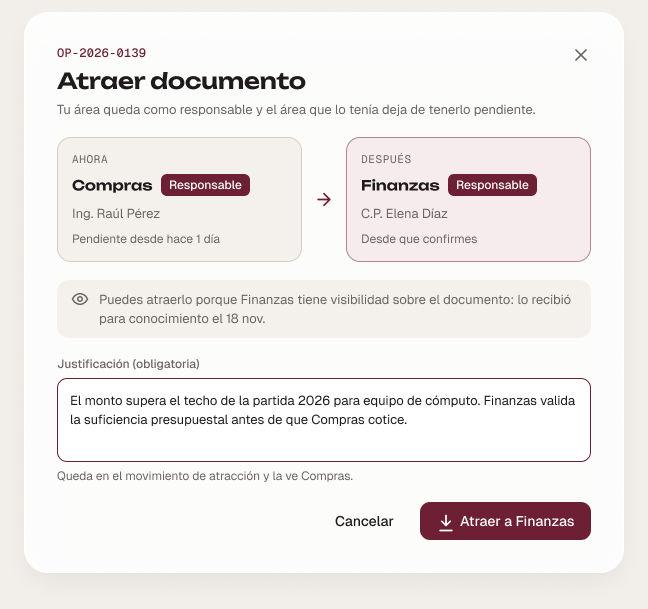 OP-2026-0139
Atraer documento
Tu área queda como responsable y el área que lo tenía deja de tenerlo pendiente.
AHORA
Compras Responsable
Ing. Raúl Pérez
Pendiente desde hace 1 día
DESPUÉS
Finanzas Responsable
C.P. Elena Díaz
Desde que confirmes
Puedes atraerlo porque Finanzas tiene visibilidad sobre el documento: lo recibió
para conocimiento el 18 nov.
Justificación (obligatoria)
El monto supera el techo de la partida 2026 para equipo de cómputo. Finanzas valida
la suficiencia presupuestal antes de que Compras cotice.
Queda en el movimiento de atracción y la ve Compras.
Cancelar
Atraer a Finanzas